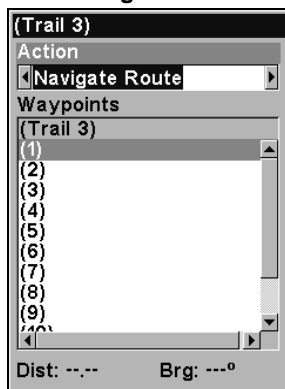 (Trail 3)
Action
Navigate Route
Waypoints
(Trail 3)
(1)
(2)
(3)
(4)
(5)
(6)
(7)
(8)
(9)
Dist: --.-- Brg: ---º